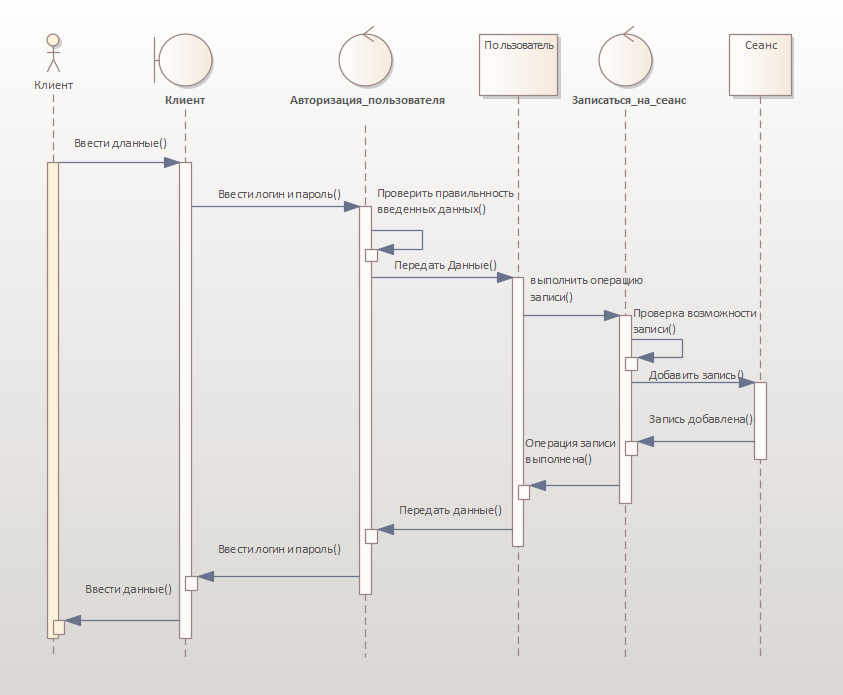 Пользователь
Сеанс
Клиент
Клиент
Авторизация_пользователя
Записаться_на_сеанс
Ввести дланные()
Ввести логин и пароль()
Проверить правильнность
введенных данных()
Передать Данные()
выполнить операцию
записи()
Проверка возможности
записи()
Добавить запись()
Запись добавлена()
Операция записи
выполнена()
Передать данные()
Ввести логин и пароль()
Ввести данные()